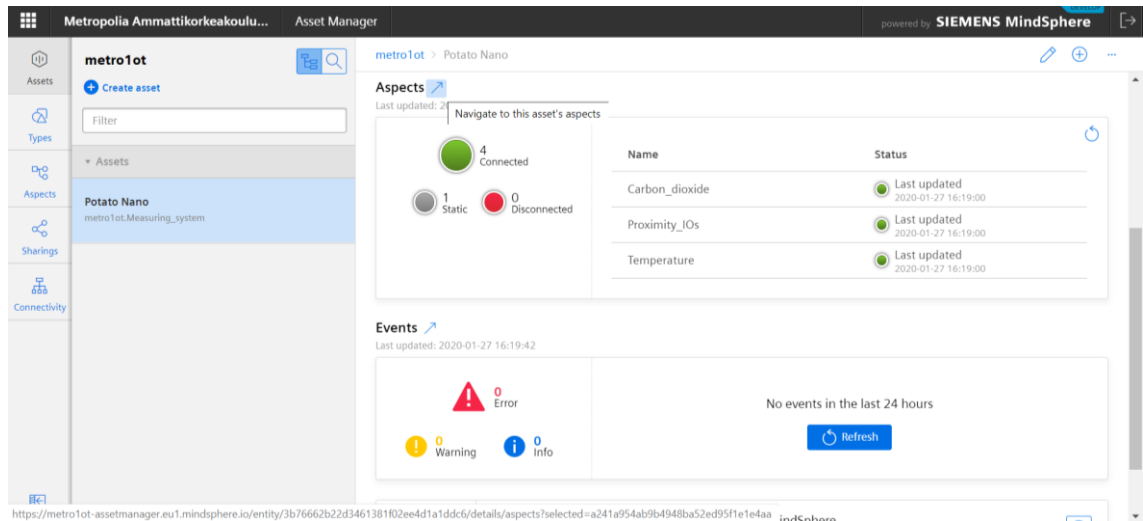 Metropolia Ammattikorkeakoulu... Asset Manager
DEVELOP
powered by SIEMENS MindSphere
Assets
Types
Aspects
Sharings
Connectivity
metro1ot
Create asset
Filter
Assets
Potato Nano
metro1ot.Measuring_system
metro1ot > Potato Nano
...
Aspects
Last updated: 20
Navigate to this asset's aspects
4
Connected
1
Static
0
Disconnected
Name Status
Carbon_dioxide Last updated
2020-01-27 16:19:00
Proximity_IOs Last updated
2020-01-27 16:19:00
Temperature Last updated
2020-01-27 16:19:00
Events
Last updated: 2020-01-27 16:19:42
0
Error
0
Warning
0
Info
No events in the last 24 hours
Refresh
https://metro1ot-assetmanager.eu1.mindsphere.io/entity/3b76662b22d3461381f02ee4d1a1ddc6/details/aspects?selected=a241a954ab9b4948ba52ed95f1e1e4aa
indSphere